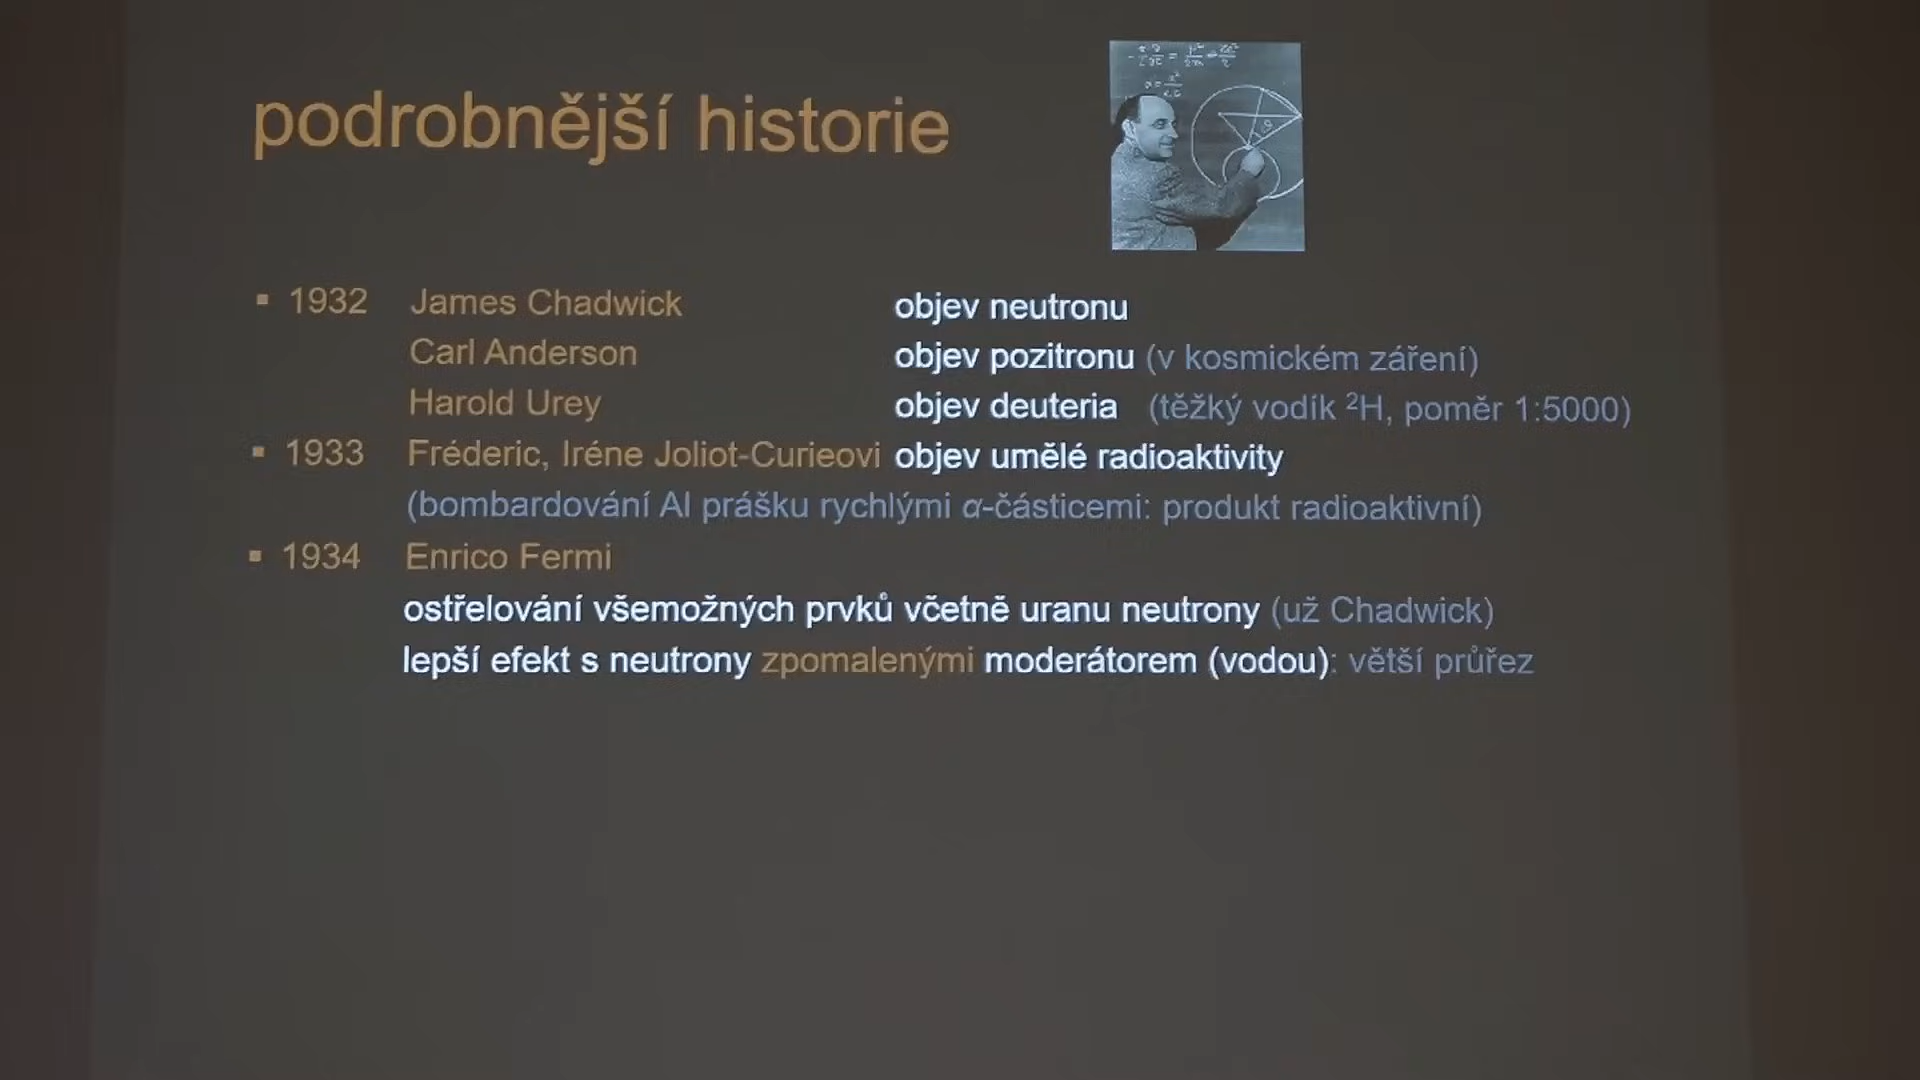 podrobnější historie
▪ 1932 James Chadwick objev neutronu
Carl Anderson objev pozitronu (v kosmickém záření)
Harold Urey objev deuteria (těžký vodík ²H, poměr 1:5000)
▪ 1933 Fréderic, Iréne Joliot-Curieovi objev umělé radioaktivity
(bombardování Al prášku rychlými α-částicemi: produkt radioaktivní)
▪ 1934 Enrico Fermi
ostřelování všemožných prvků včetně uranu neutrony (už Chadwick)
lepší efekt s neutrony zpomalenými moderátorem (vodou): větší průřez